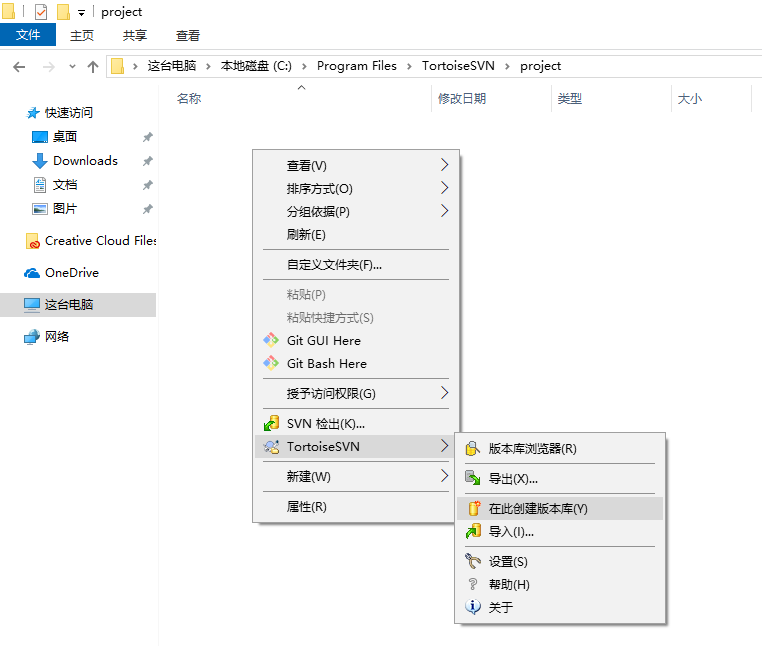 project
文件 主页 共享 查看
这台电脑 本地磁盘 (C:) Program Files TortoiseSVN project
名称 修改日期 类型 大小
快速访问
桌面
Downloads
文档
图片
Creative Cloud Files
OneDrive
这台电脑
网络
查看(V)
排序方式(O)
分组依据(P)
刷新(E)
自定义文件夹(F)...
粘贴(P)
粘贴快捷方式(S)
Git GUI Here
Git Bash Here
授予访问权限(G)
SVN 检出(K)...
TortoiseSVN
新建(W)
属性(R)
版本库浏览器(R)
导出(X)...
在此创建版本库(Y)
导入(I)...
设置(S)
帮助(H)
关于